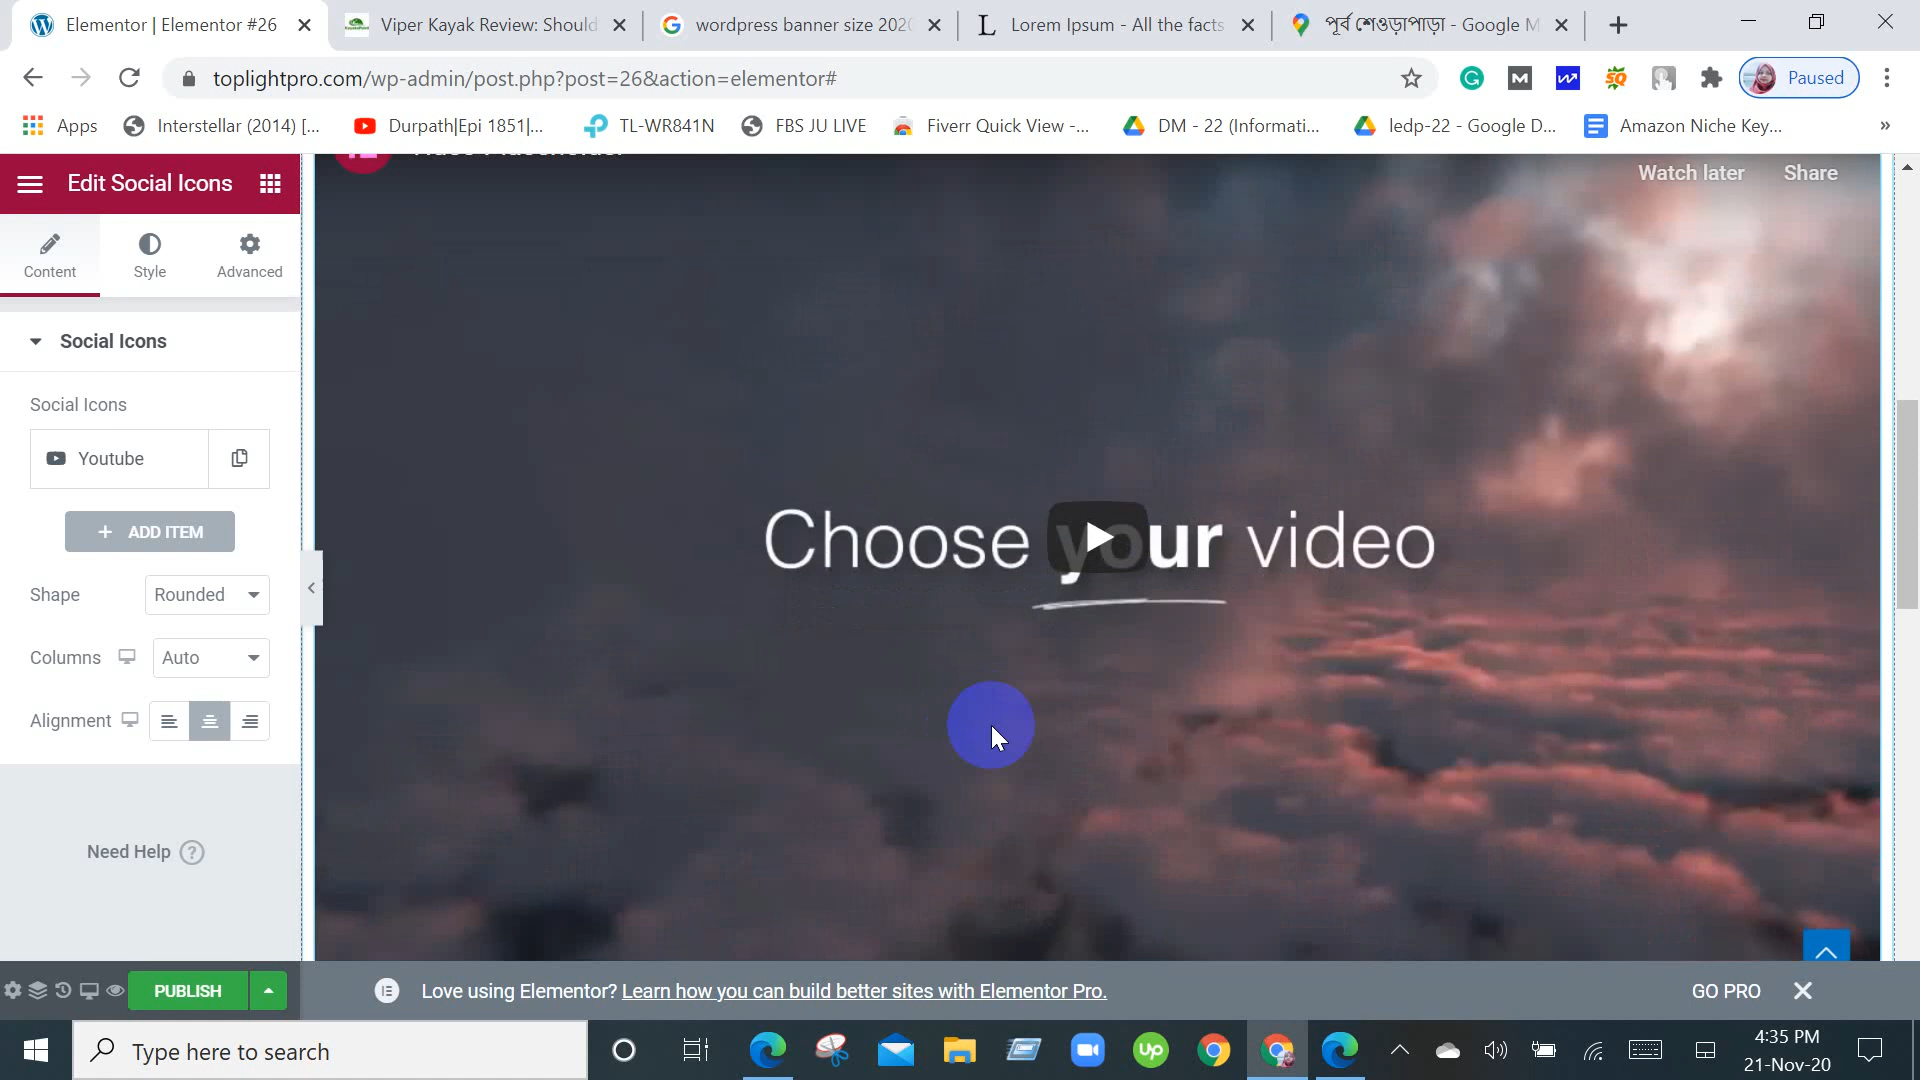 Elementor | Elementor #26
Viper Kayak Review: Should
wordpress banner size 2020
Lorem Ipsum - All the facts
পূর্ব শেওড়াপাড়া - Google M
toplightpro.com/wp-admin/post.php?post=26&action=elementor#
Paused
Apps
Interstellar (2014) [...
Durpath|Epi 1851|...
TL-WR841N
FBS JU LIVE
Fiverr Quick View -...
DM - 22 (Informati...
ledp-22 - Google D...
Amazon Niche Key...
»
Edit Social Icons
Watch later
Share
Content
Style
Advanced
Social Icons
Social Icons
Youtube
+ ADD ITEM
Shape
Rounded
Columns
Auto
Alignment
Choose your video
Need Help ?
PUBLISH
Love using Elementor? Learn how you can build better sites with Elementor Pro.
GO PRO
Type here to search
up
4:35 PM
21-Nov-20